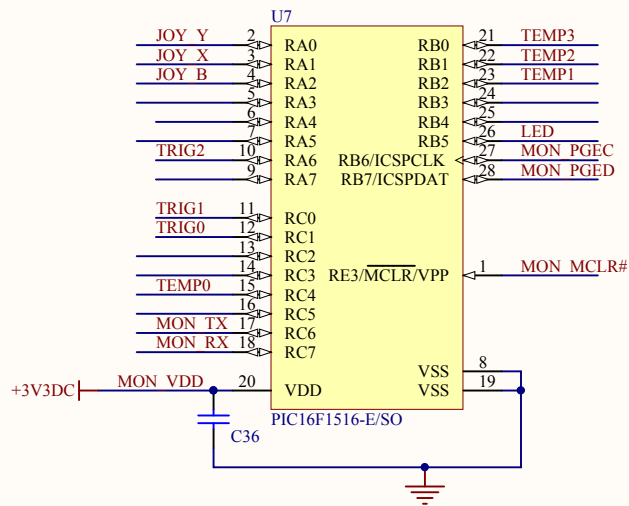 U7
JOY_Y 2 RA0 RB0 21 TEMP3
JOY_X 3 RA1 RB1 22 TEMP2
JOY_B 4 RA2 RB2 23 TEMP1
5 RA3 RB3 24
6 RA4 RB4 25
7 RA5 RB5 26 LED
TRIG2 10 RA6 RB6/ICSPCLK 27 MON_PGEC
9 RA7 RB7/ICSPDAT 28 MON_PGED
TRIG1 11 RC0
TRIG0 12 RC1
13 RC2
14 RC3 RE3/MCLR/VPP 1 MON_MCLR#
TEMP0 15 RC4
16 RC5
MON_TX 17 RC6
MON_RX 18 RC7
VSS 8
+3V3DC MON_VDD 20 VDD VSS 19
PIC16F1516-E/SO
C36